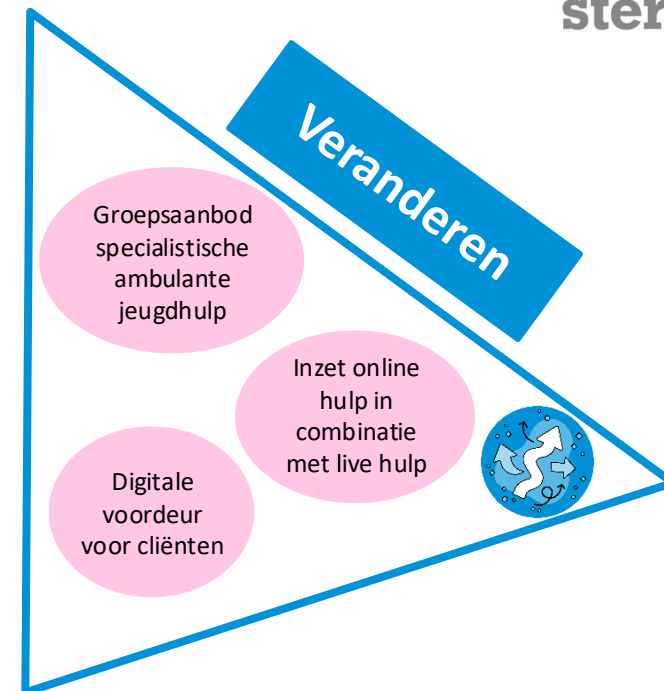 ster
Veranderen
Groepsaanbod
specialistische
ambulante
jeugdhulp
Inzet online
hulp in
combinatie
met live hulp
Digitale
voordeur
voor cliënten